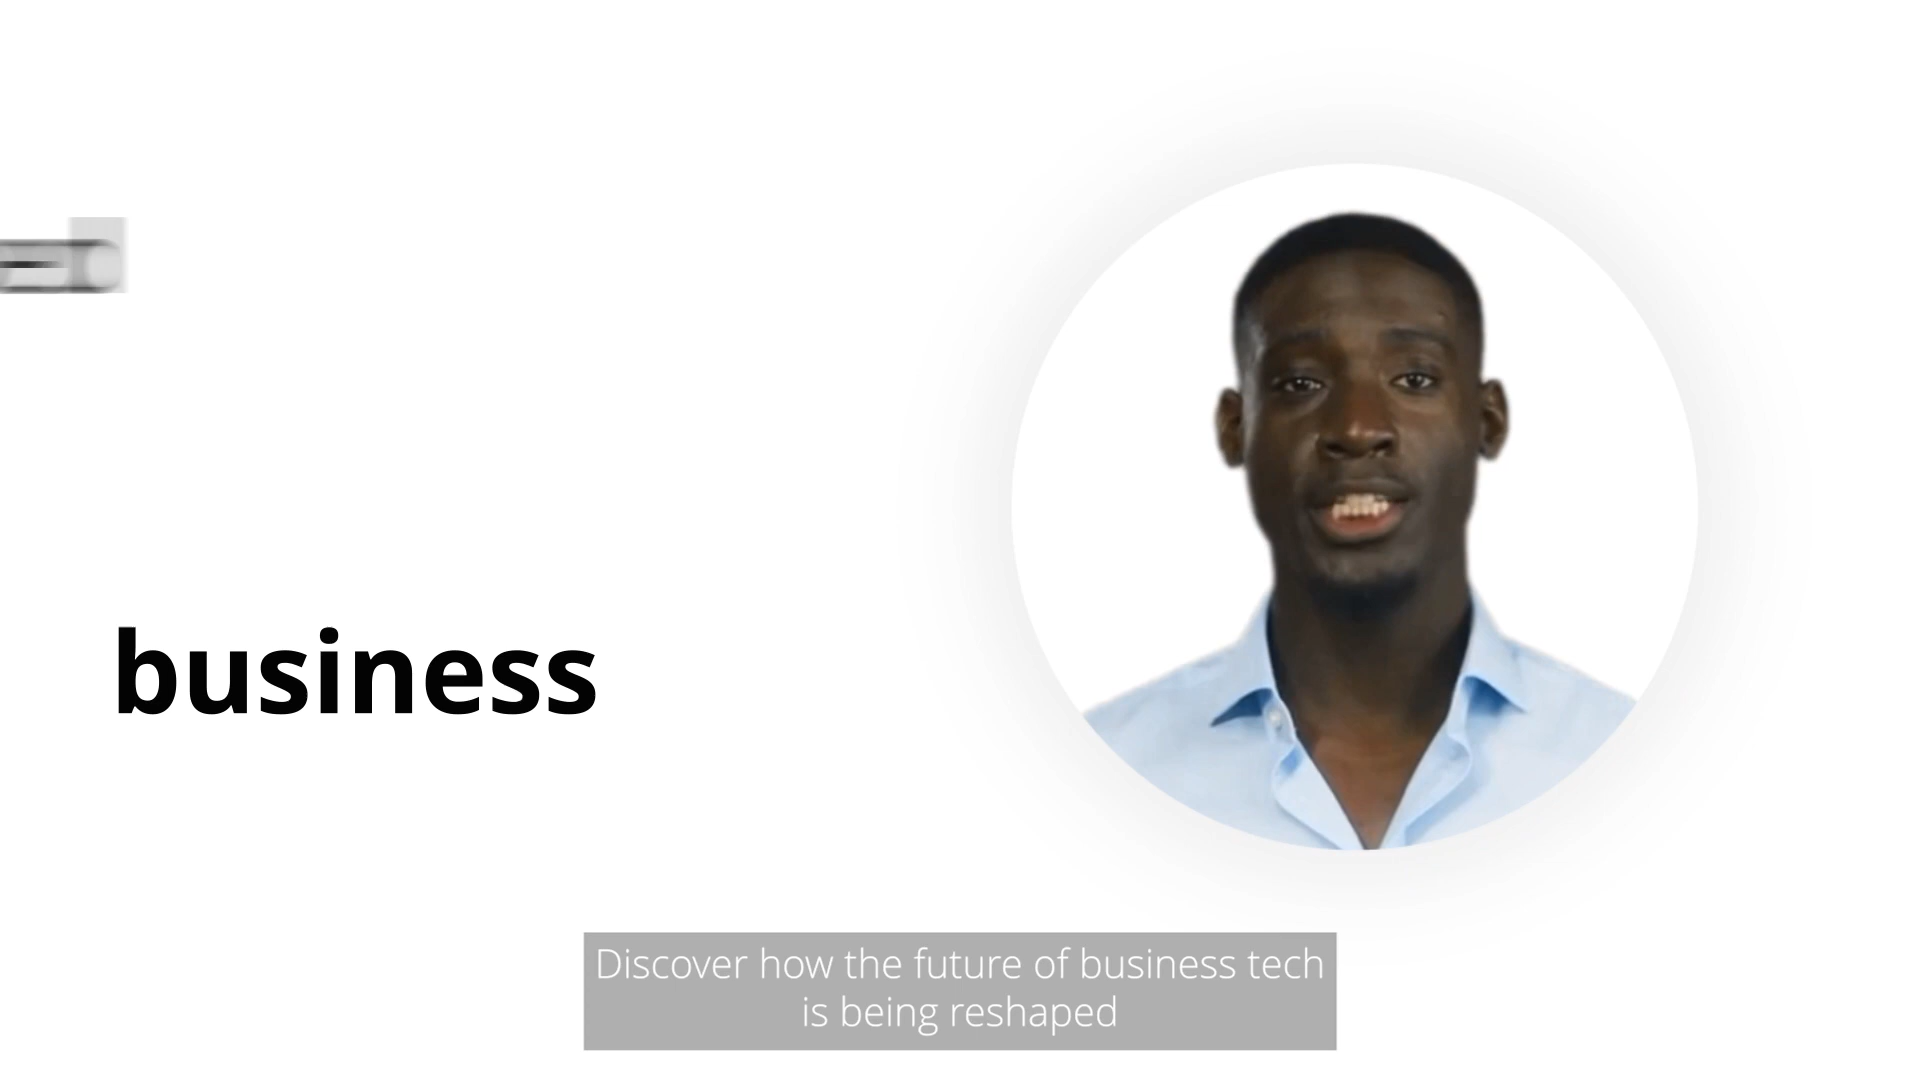 business
Discover how the future of business tech
is being reshaped